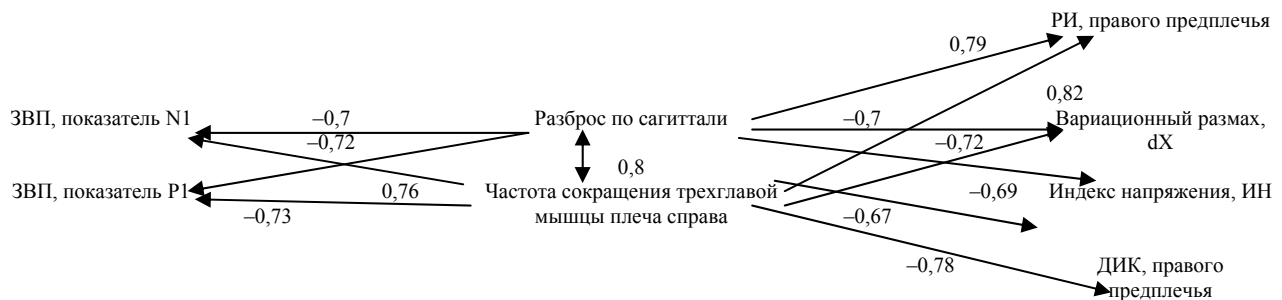 РИ, правого предплечья
0,79
0,82
ЗВП, показатель N1
–0,7
Разброс по сагиттали
–0,7
Вариационный размах,
dX
–0,72
–0,72
0,8
ЗВП, показатель P1
0,76
Частота сокращения трехглавой
мышцы плеча справа
–0,69
Индекс напряжения, ИН
–0,73
–0,67
–0,78
ДИК, правого
предплечья